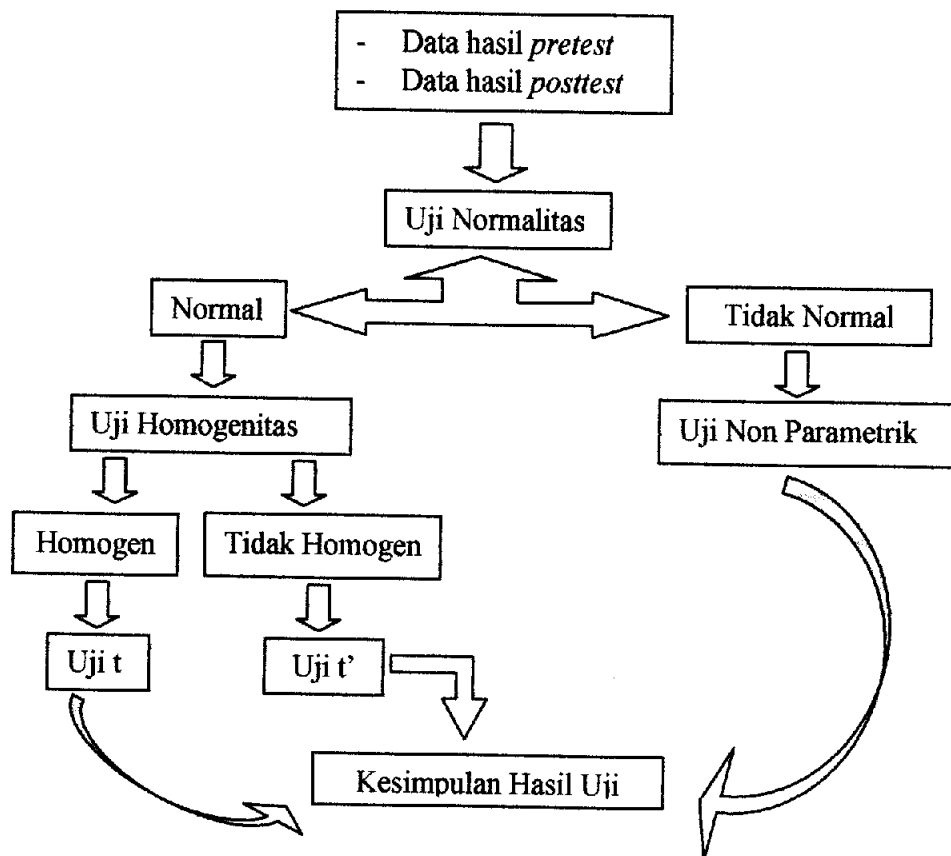 - Data hasil pretest
- Data hasil posttest
Uji Normalitas
Normal
Tidak Normal
Uji Homogenitas
Uji Non Parametrik
Homogen
Tidak Homogen
Uji t
Uji t’
Kesimpulan Hasil Uji